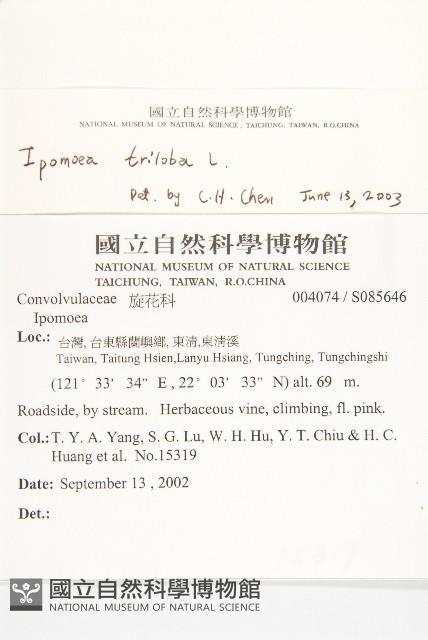 國立自然科學博物館
NATIONAL MUSEUM OF NATURAL SCIENCE, TAICHUNG, TAIWAN, R.O.CHINA
Ipomoea triloba L.
Det. by C.H. Chen June 13, 2003
國立自然科學博物館
NATIONAL MUSEUM OF NATURAL SCIENCE
TAICHUNG, TAIWAN, R.O.CHINA
Convolvulaceae 旋花科 004074 / S085646
Ipomoea
Loc.: 台灣, 台東縣蘭嶼鄉, 東清,東清溪
Taiwan, Taitung Hsien,Lanyu Hsiang, Tungching, Tungchingshi
(121° 33' 34" E , 22° 03' 33" N) alt. 69 m.
Roadside, by stream. Herbaceous vine, climbing, fl. pink.
Col.: T. Y. A. Yang, S. G. Lu, W. H. Hu, Y. T. Chiu & H. C.
Huang et al. No.15319
Date: September 13 , 2002
Det.:
國立自然科學博物館
NATIONAL MUSEUM OF NATURAL SCIENCE